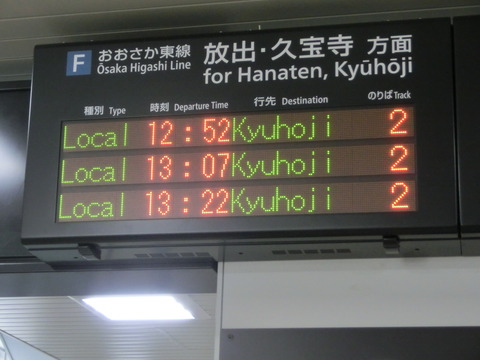 F おおさか東線 放出・久宝寺 方面
Ōsaka Higashi Line for Hanaten, Kyūhōji
種別 Type 時刻 Departure Time 行先 Destination のりば Track
Local 12:52 Kyuhoji 2
Local 13:07 Kyuhoji 2
Local 13:22 Kyuhoji 2